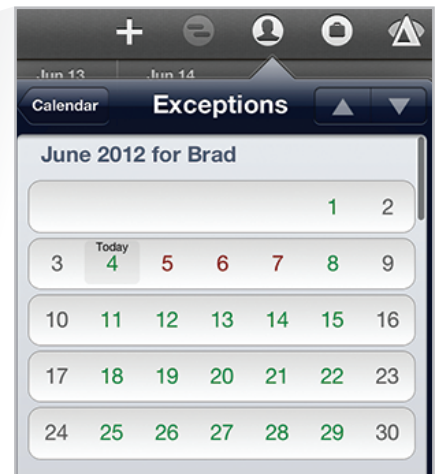 Jun 13 Jun 14
Calendar Exceptions
June 2012 for Brad
1 2
Today
3 4 5 6 7 8 9
10 11 12 13 14 15 16
17 18 19 20 21 22 23
24 25 26 27 28 29 30